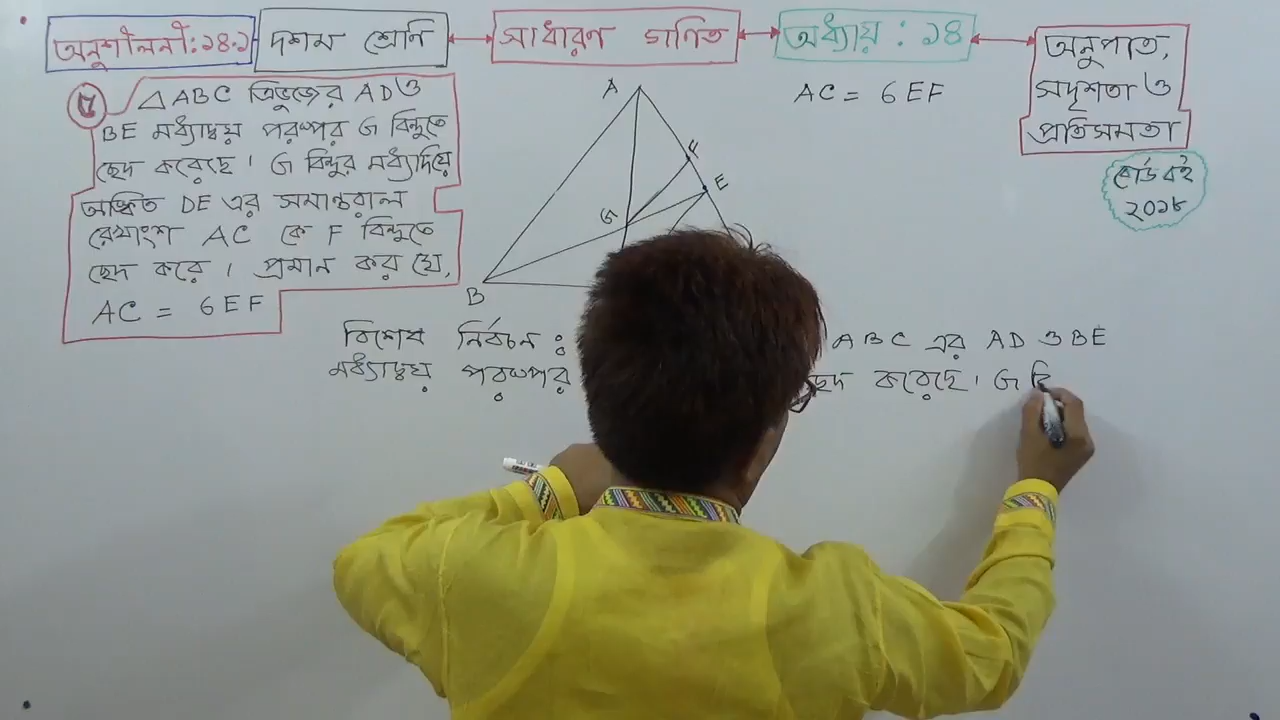 অনুশীলনী:১৪.১
দশম শ্রেণি
সাধারণ গণিত
অধ্যায় : ১৪
অনুপাত,
সদৃশতা ও
প্রতিসমতা
বোর্ড বই
২০১৮
△ABC ত্রিভুজের AD ও
BE মধ্যমাদ্বয় পরস্পর G বিন্দুতে
ছেদ করেছে। G বিন্দুর মধ্যদিয়ে
অঙ্কিত DE এর সমান্তরাল
রেখাংশ AC কে F বিন্দুতে
ছেদ করে। প্রমান কর যে,
AC = 6EF
A
F
E
G
B
AC = 6EF
বিশেষ নির্বচন :
ABC এর AD ও BE
মধ্যমাদ্বয় পরস্পর
ছেদ করেছে। G